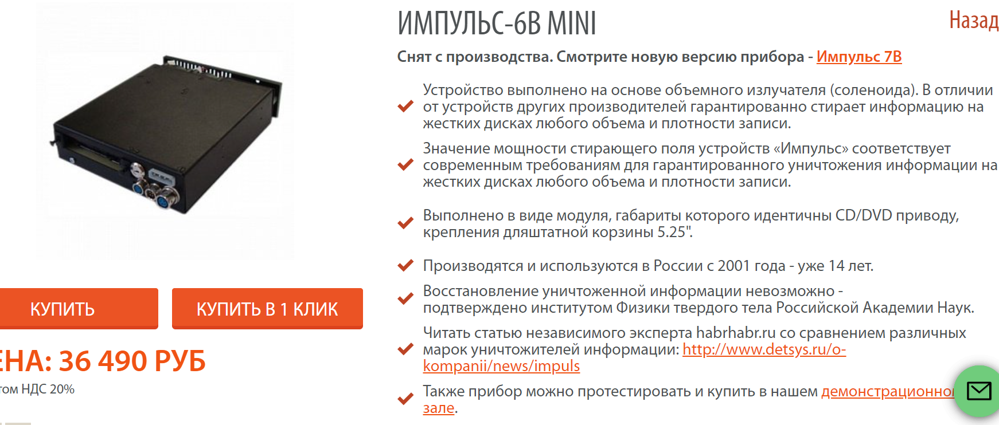 ИМПУЛЬС-6В MINI
Назад
Снят с производства. Смотрите новую версию прибора - Импульс 7В
Устройство выполнено на основе объемного излучателя (соленоида). В отличии
от устройств других производителей гарантированно стирает информацию на
жестких дисках любого объема и плотности записи.
Значение мощности стирающего поля устройств «Импульс» соответствует
современным требованиям для гарантированного уничтожения информации на
жестких дисках любого объема и плотности записи.
Выполнено в виде модуля, габариты которого идентичны CD/DVD приводу,
крепления дляштатной корзины 5.25".
Производятся и используются в России с 2001 года - уже 14 лет.
Восстановление уничтоженной информации невозможно -
подтверждено институтом Физики твердого тела Российской Академии Наук.
Читать статью независимого эксперта habrhabr.ru со сравнением различных
марок уничтожителей информации: http://www.detsys.ru/o-
kompanii/news/impuls
Также прибор можно протестировать и купить в нашем демонстрационно
зале.
КУПИТЬ
КУПИТЬ В 1 КЛИК
ЕНА: 36 490 РУБ
том НДС 20%